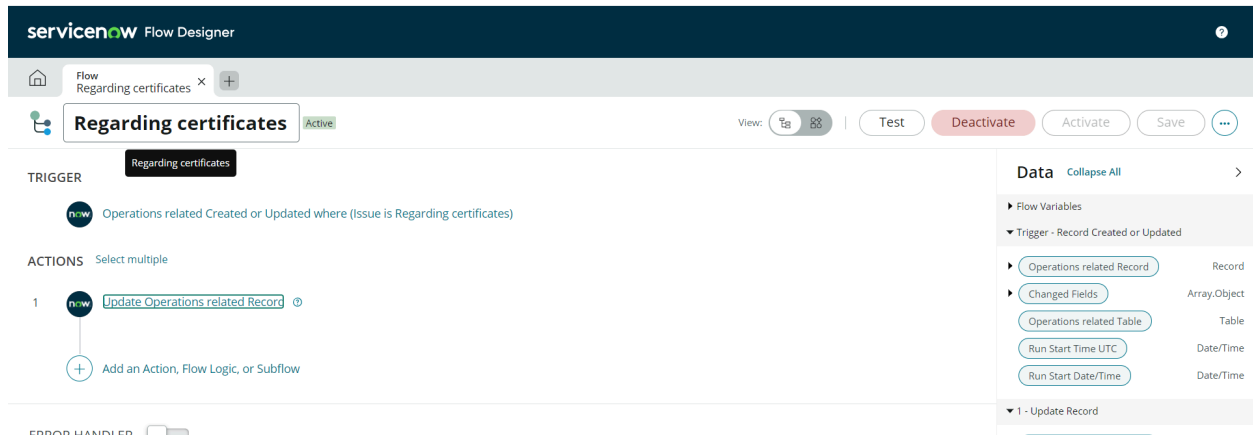 servicenow Flow Designer
?
Flow
Regarding certificates × +
Regarding certificates Active
View: Test Deactivate Activate Save ...
Regarding certificates
TRIGGER
now Operations related Created or Updated where (Issue is Regarding certificates)
ACTIONS Select multiple
1 now Update Operations related Record ?
+ Add an Action, Flow Logic, or Subflow
ERROR HANDLER
Data Collapse All >
Flow Variables
Trigger - Record Created or Updated
Operations related Record Record
Changed Fields Array.Object
Operations related Table Table
Run Start Time UTC Date/Time
Run Start Date/Time Date/Time
1 - Update Record